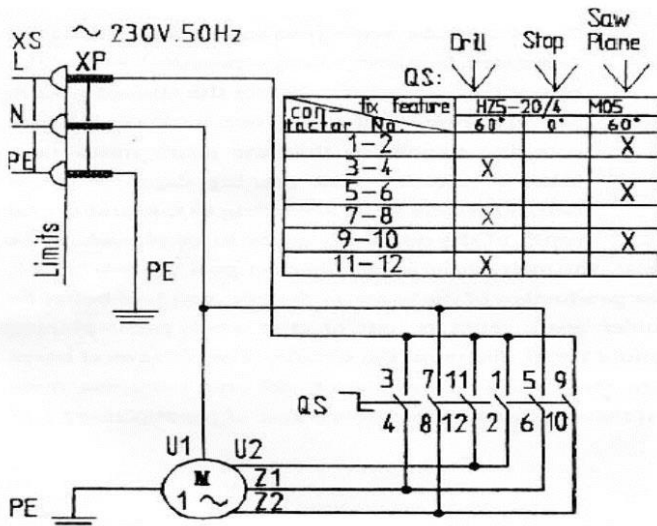 Saw
~ 230V.50Hz
Drill Stop Plane
XS
L XP
QS:
fix feature HZ5-20/4 M05
con tactor No. 60° 0° 60°
N
1-2 X
3-4 X
PE
5-6 X
7-8 X
9-10 X
11-12 X
Limits
PE
3 7 11 1 5 9
QS
4 8 12 2 6 10
U1 U2
M
Z1
1 ~
Z2
PE